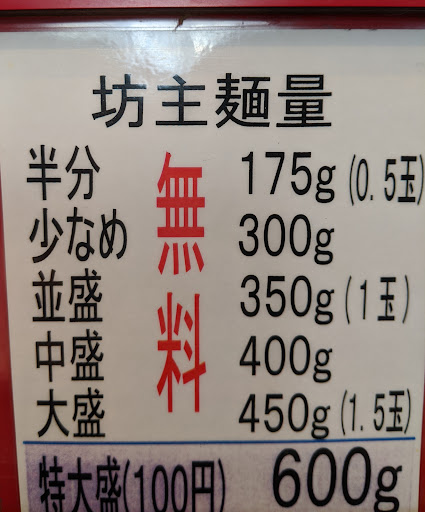 坊主麺量
半分 175g (0.5玉)
少なめ 300g
並盛 350g (1玉)
中盛 400g
大盛 450g (1.5玉)
無料
特大盛(100円) 600g